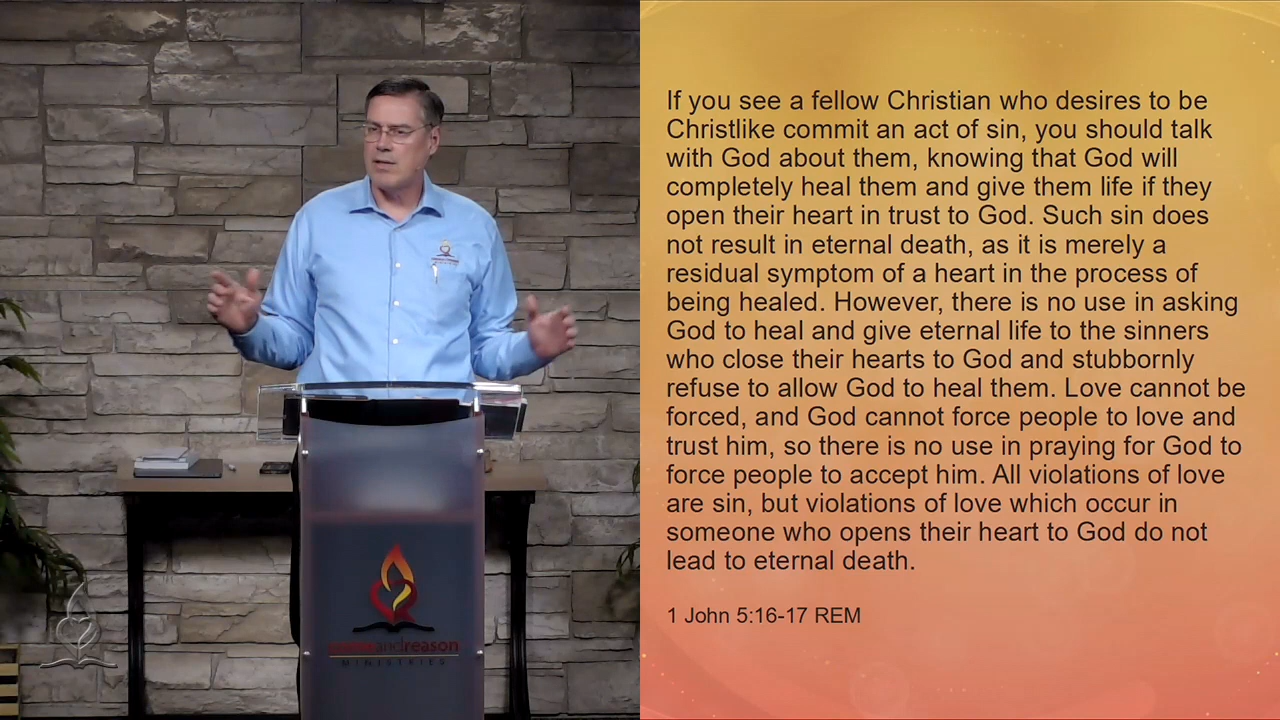 If you see a fellow Christian who desires to be
Christlike commit an act of sin, you should talk
with God about them, knowing that God will
completely heal them and give them life if they
open their heart in trust to God. Such sin does
not result in eternal death, as it is merely a
residual symptom of a heart in the process of
being healed. However, there is no use in asking
God to heal and give eternal life to the sinners
who close their hearts to God and stubbornly
refuse to allow God to heal them. Love cannot be
forced, and God cannot force people to love and
trust him, so there is no use in praying for God to
force people to accept him. All violations of love
are sin, but violations of love which occur in
someone who opens their heart to God do not
lead to eternal death.
1 John 5:16-17 REM
andreason
MINISTRIES